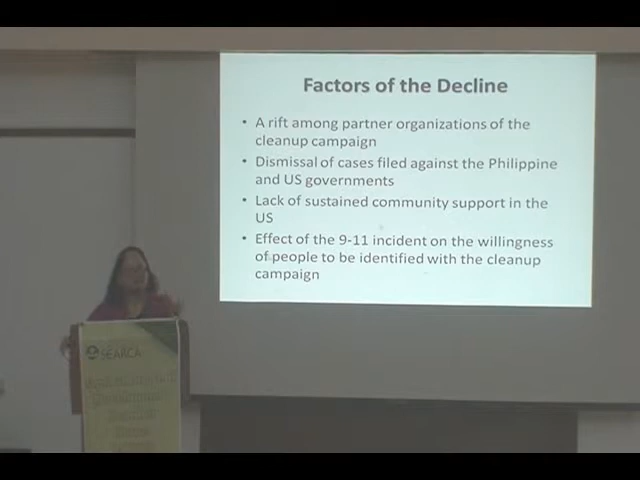 Factors of the Decline
• A rift among partner organizations of the
cleanup campaign
• Dismissal of cases filed against the Philippine
and US governments
• Lack of sustained community support in the
US
• Effect of the 9-11 incident on the willingness
of people to be identified with the cleanup
campaign
SEARCA